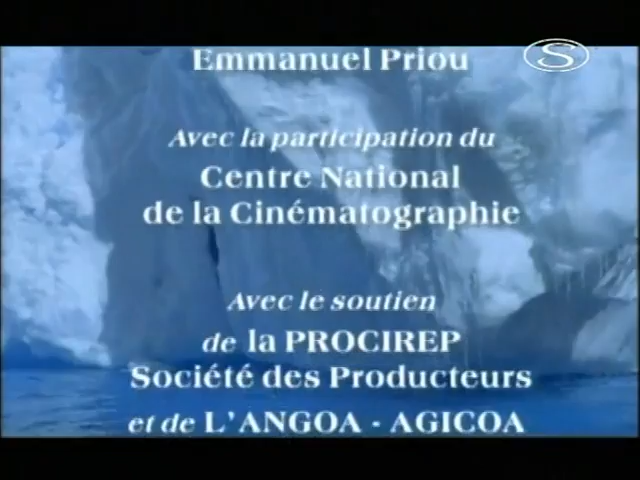 Emmanuel Priou
S
Avec la participation du
Centre National
de la Cinématographie
Avec le soutien
de la PROCIREP
Société des Producteurs
et de L'ANGOA - AGICOA